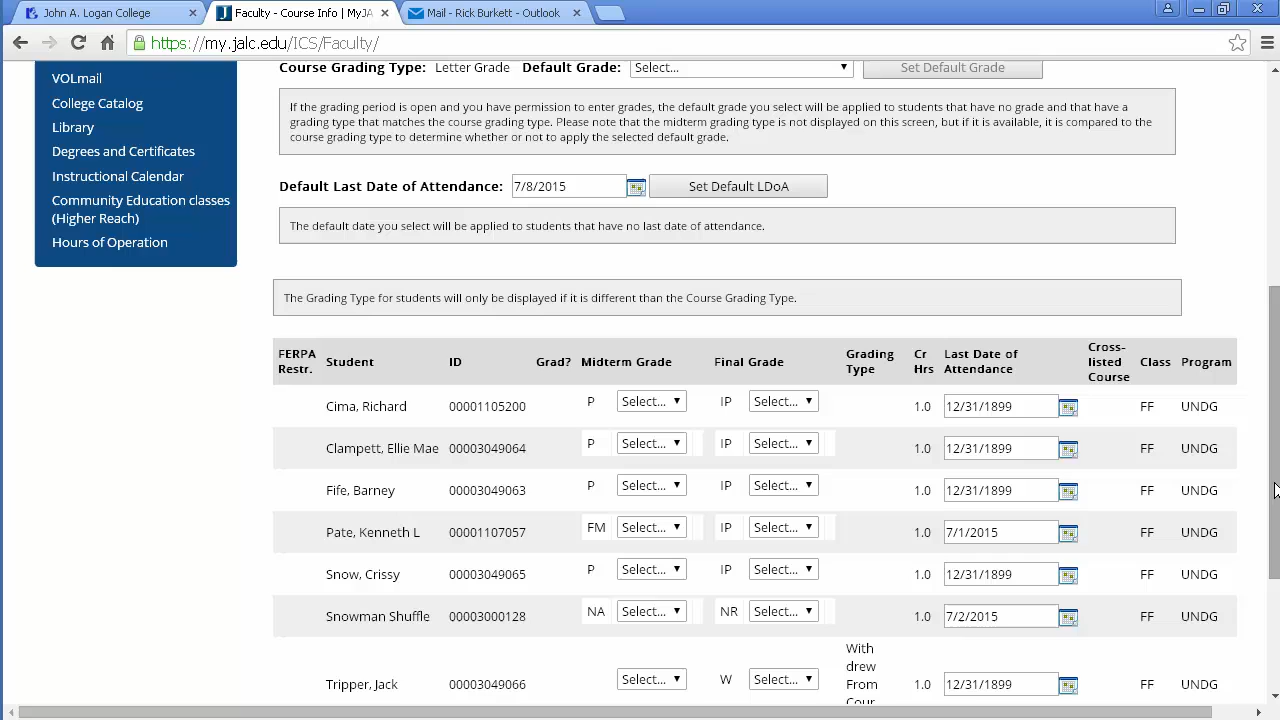 John A. Logan College
Faculty - Course Info | MyJA
Mail - Rick Burkett - Outlook
https://my.jalc.edu/ICS/Faculty/
VOLmail
College Catalog
Library
Degrees and Certificates
Instructional Calendar
Community Education classes
(Higher Reach)
Hours of Operation
Course Grading Type: Letter Grade Default Grade: Select... Set Default Grade
If the grading period is open and you have permission to enter grades, the default grade you select will be applied to students that have no grade and that have a
grading type that matches the course grading type. Please note that the midterm grading type is not displayed on this screen, but if it is available, it is compared to the
course grading type to determine whether or not to apply the selected default grade.
Default Last Date of Attendance: 7/8/2015 Set Default LDoA
The default date you select will be applied to students that have no last date of attendance.
The Grading Type for students will only be displayed if it is different than the Course Grading Type.
FERPA Restr. Student ID Grad? Midterm Grade Final Grade Grading Type Cr Hrs Last Date of Attendance Cross-listed Course Class Program
Cima, Richard 00001105200 P Select... IP Select... 1.0 12/31/1899 FF UNDG
Clampett, Ellie Mae 00003049064 P Select... IP Select... 1.0 12/31/1899 FF UNDG
Fife, Barney 00003049063 P Select... IP Select... 1.0 12/31/1899 FF UNDG
Pate, Kenneth L 00001107057 FM Select... IP Select... 1.0 7/1/2015 FF UNDG
Snow, Crissy 00003049065 P Select... IP Select... 1.0 12/31/1899 FF UNDG
Snowman Shuffle 00003000128 NA Select... NR Select... 1.0 7/2/2015 FF UNDG
With
drew
Tripper, Jack 00003049066 Select... W Select... From 1.0 12/31/1899 FF UNDG
Cour